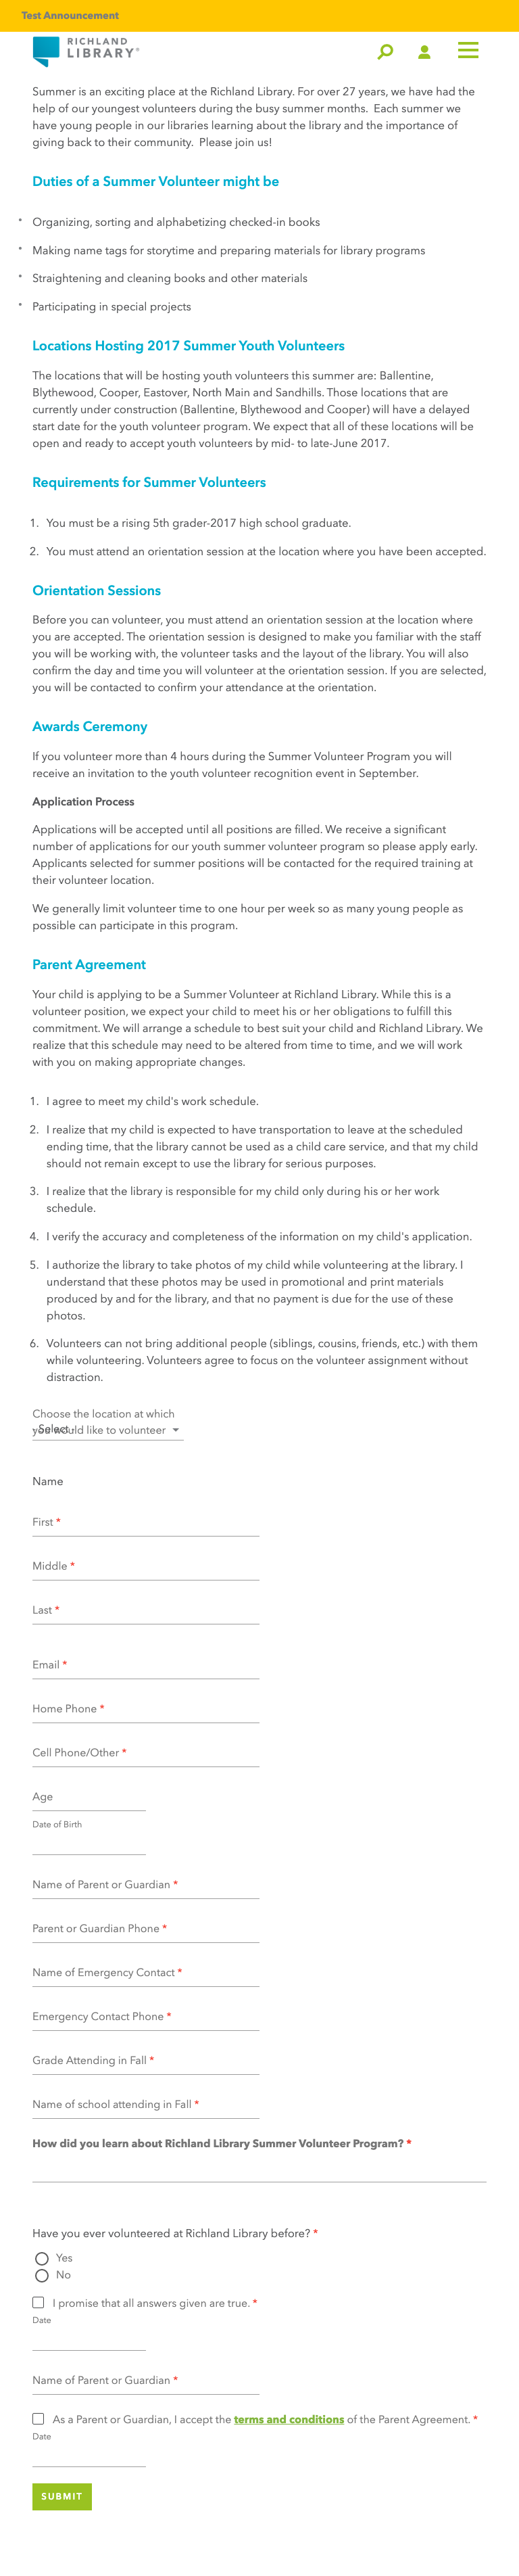 Test Announcement
RICHLAND
LIBRARY®
Summer is an exciting place at the Richland Library. For over 27 years, we have had the
help of our youngest volunteers during the busy summer months.  Each summer we
have young people in our libraries learning about the library and the importance of
giving back to their community.  Please join us!
Duties of a Summer Volunteer might be
* Organizing, sorting and alphabetizing checked-in books
* Making name tags for storytime and preparing materials for library programs
* Straightening and cleaning books and other materials
* Participating in special projects
Locations Hosting 2017 Summer Youth Volunteers
The locations that will be hosting youth volunteers this summer are: Ballentine,
Blythewood, Cooper, Eastover, North Main and Sandhills. Those locations that are
currently under construction (Ballentine, Blythewood and Cooper) will have a delayed
start date for the youth volunteer program. We expect that all of these locations will be
open and ready to accept youth volunteers by mid- to late-June 2017.
Requirements for Summer Volunteers
1. You must be a rising 5th grader-2017 high school graduate.
2. You must attend an orientation session at the location where you have been accepted.
Orientation Sessions
Before you can volunteer, you must attend an orientation session at the location where
you are accepted. The orientation session is designed to make you familiar with the staff
you will be working with, the volunteer tasks and the layout of the library. You will also
confirm the day and time you will volunteer at the orientation session. If you are selected,
you will be contacted to confirm your attendance at the orientation.
Awards Ceremony
If you volunteer more than 4 hours during the Summer Volunteer Program you will
receive an invitation to the youth volunteer recognition event in September.
Application Process
Applications will be accepted until all positions are filled. We receive a significant
number of applications for our youth summer volunteer program so please apply early.
Applicants selected for summer positions will be contacted for the required training at
their volunteer location.
We generally limit volunteer time to one hour per week so as many young people as
possible can participate in this program.
Parent Agreement
Your child is applying to be a Summer Volunteer at Richland Library. While this is a
volunteer position, we expect your child to meet his or her obligations to fulfill this
commitment. We will arrange a schedule to best suit your child and Richland Library. We
realize that this schedule may need to be altered from time to time, and we will work
with you on making appropriate changes.
1. I agree to meet my child's work schedule.
2. I realize that my child is expected to have transportation to leave at the scheduled
ending time, that the library cannot be used as a child care service, and that my child
should not remain except to use the library for serious purposes.
3. I realize that the library is responsible for my child only during his or her work
schedule.
4. I verify the accuracy and completeness of the information on my child's application.
5. I authorize the library to take photos of my child while volunteering at the library. I
understand that these photos may be used in promotional and print materials
produced by and for the library, and that no payment is due for the use of these
photos.
6. Volunteers can not bring additional people (siblings, cousins, friends, etc.) with them
while volunteering. Volunteers agree to focus on the volunteer assignment without
distraction.
Choose the location at which
you would like to volunteer
- Select -
Name
First *
Middle *
Last *
Email *
Home Phone *
Cell Phone/Other *
Age
Date of Birth
Name of Parent or Guardian *
Parent or Guardian Phone *
Name of Emergency Contact *
Emergency Contact Phone *
Grade Attending in Fall *
Name of school attending in Fall *
How did you learn about Richland Library Summer Volunteer Program? *
Have you ever volunteered at Richland Library before? *
Yes
No
I promise that all answers given are true. *
Date
Name of Parent or Guardian *
As a Parent or Guardian, I accept the terms and conditions of the Parent Agreement. *
Date
SUBMIT